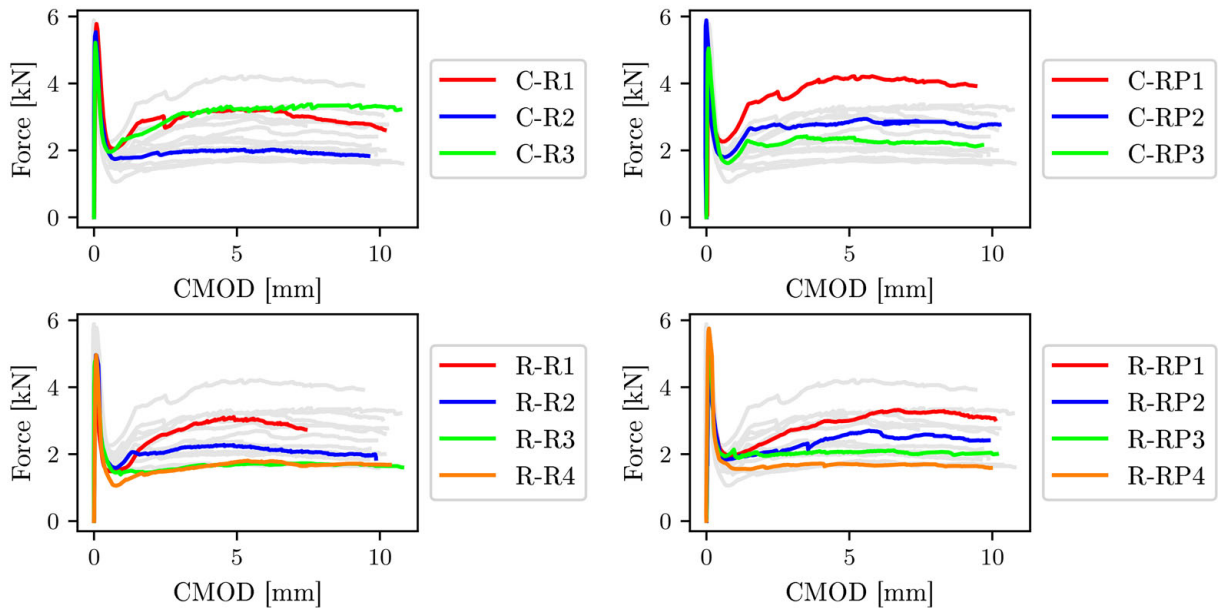 6
4
2
0
Force [kN]
0 5 10
CMOD [mm]
C-R1
C-R2
C-R3
6
4
2
0
Force [kN]
0 5 10
CMOD [mm]
C-RP1
C-RP2
C-RP3
6
4
2
0
Force [kN]
0 5 10
CMOD [mm]
R-R1
R-R2
R-R3
R-R4
6
4
2
0
Force [kN]
0 5 10
CMOD [mm]
R-RP1
R-RP2
R-RP3
R-RP4